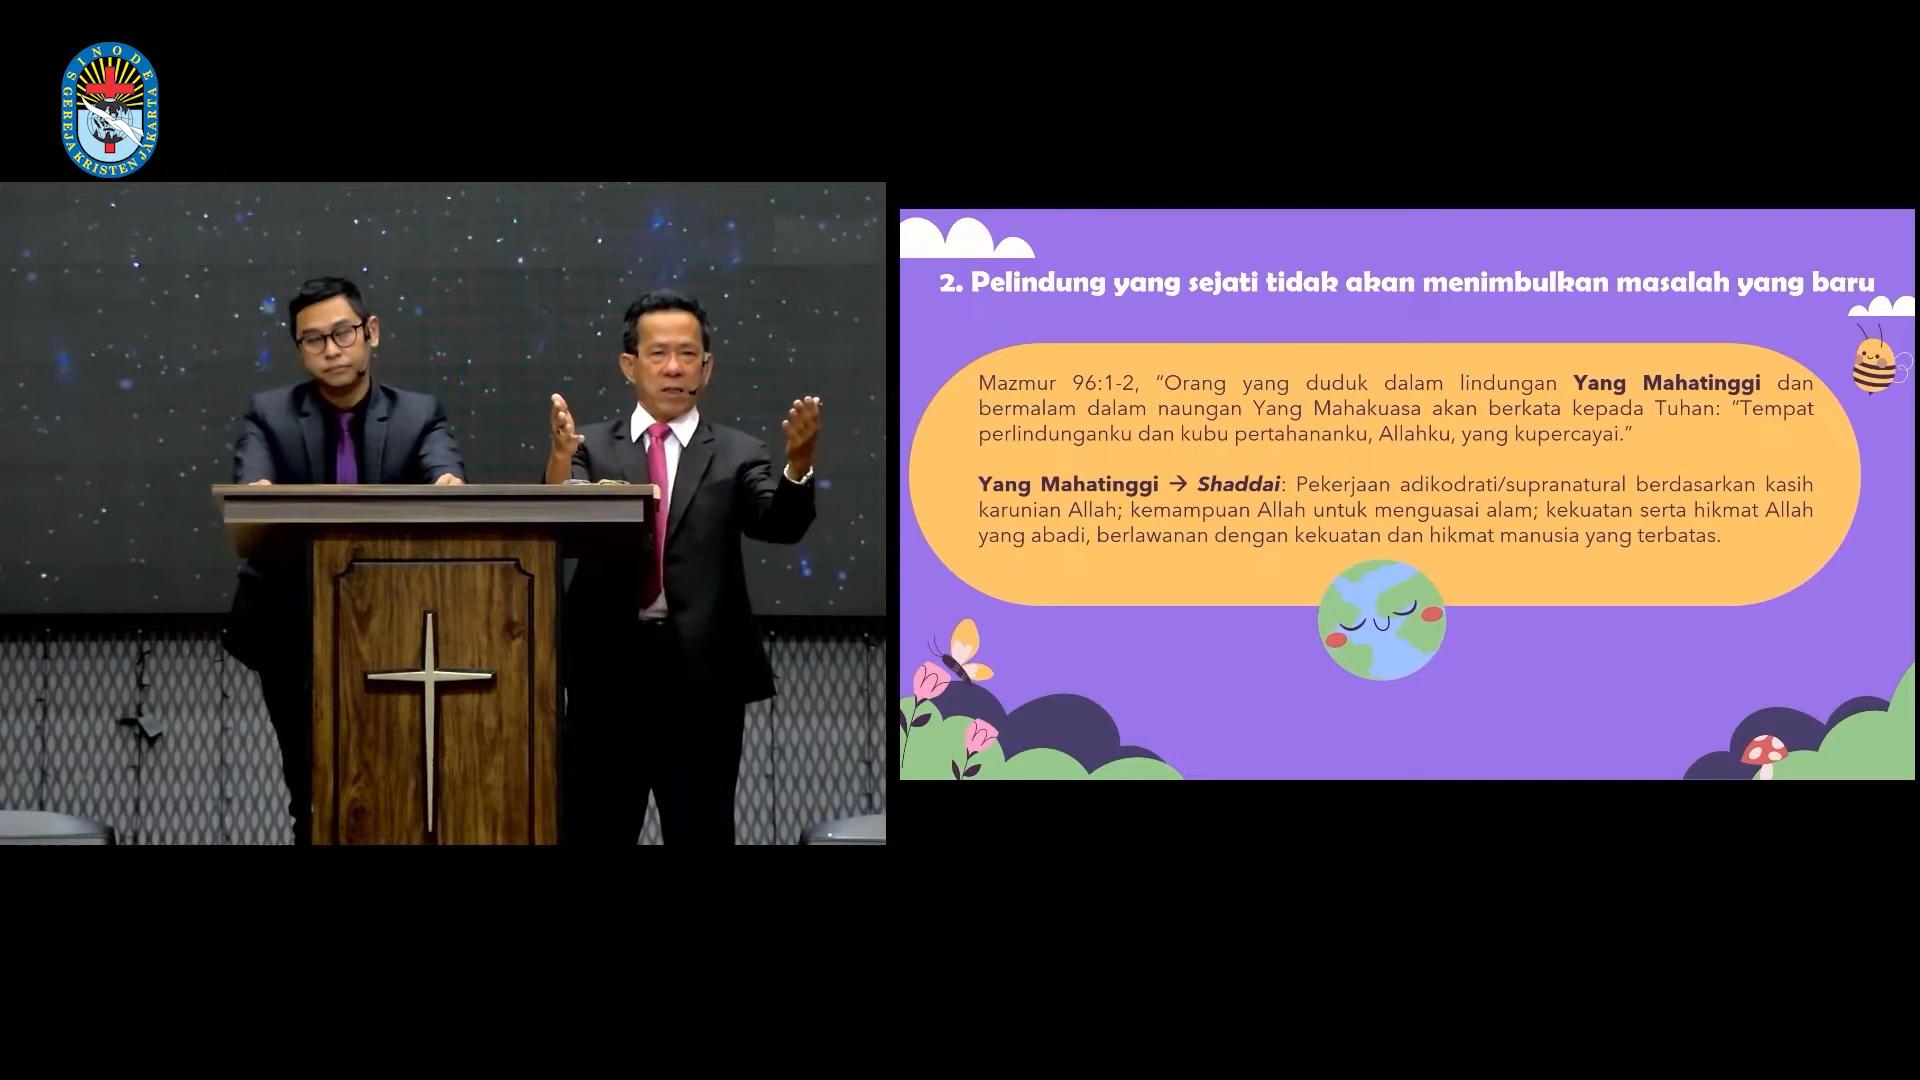 SINODE
GEREJA KRISTEN JAKARTA
2. Pelindung yang sejati tidak akan menimbulkan masalah yang baru
Mazmur 96:1-2, “Orang yang duduk dalam lindungan Yang Mahatinggi dan
bermalam dalam naungan Yang Mahakuasa akan berkata kepada Tuhan: “Tempat
perlindunganku dan kubu pertahananku, Allahku, yang kupercayai.”
Yang Mahatinggi → Shaddai: Pekerjaan adikodrati/supranatural berdasarkan kasih
karunian Allah; kemampuan Allah untuk menguasai alam; kekuatan serta hikmat Allah
yang abadi, berlawanan dengan kekuatan dan hikmat manusia yang terbatas.